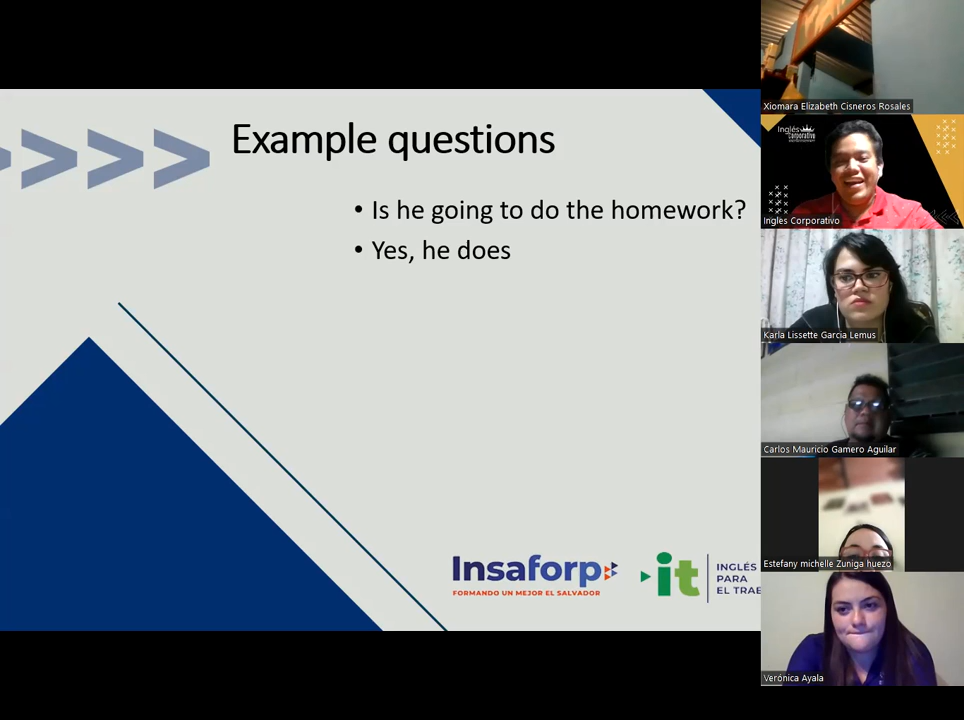 Example questions
• Is he going to do the homework?
• Yes, he does
Insaforp
FORMANDO UN MEJOR EL SALVADOR
it
INGLÉS
PARA
EL TRAB
Xiomara Elizabeth Cisneros Rosales
Inglés
Corporativo
Ingles Corporativo
Karla Lissette Garcia Lemus
Carlos Mauricio Gamero Aguilar
Estefany michelle Zuniga huezo
Verónica Ayala